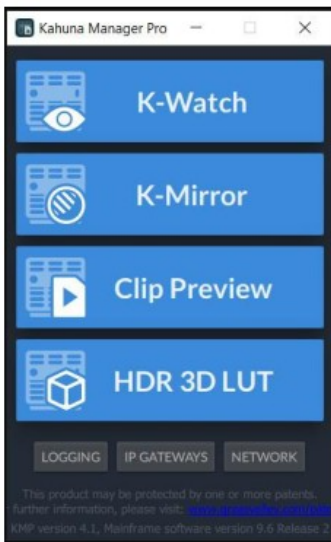 Kahuna Manager Pro
K-Watch
K-Mirror
Clip Preview
HDR 3D LUT
LOGGING IP GATEWAYS NETWORK
This product may be protected by one or more patents.
further information, please visit:
KMP version 4.1, Mainframe software version 9.6 Release 2